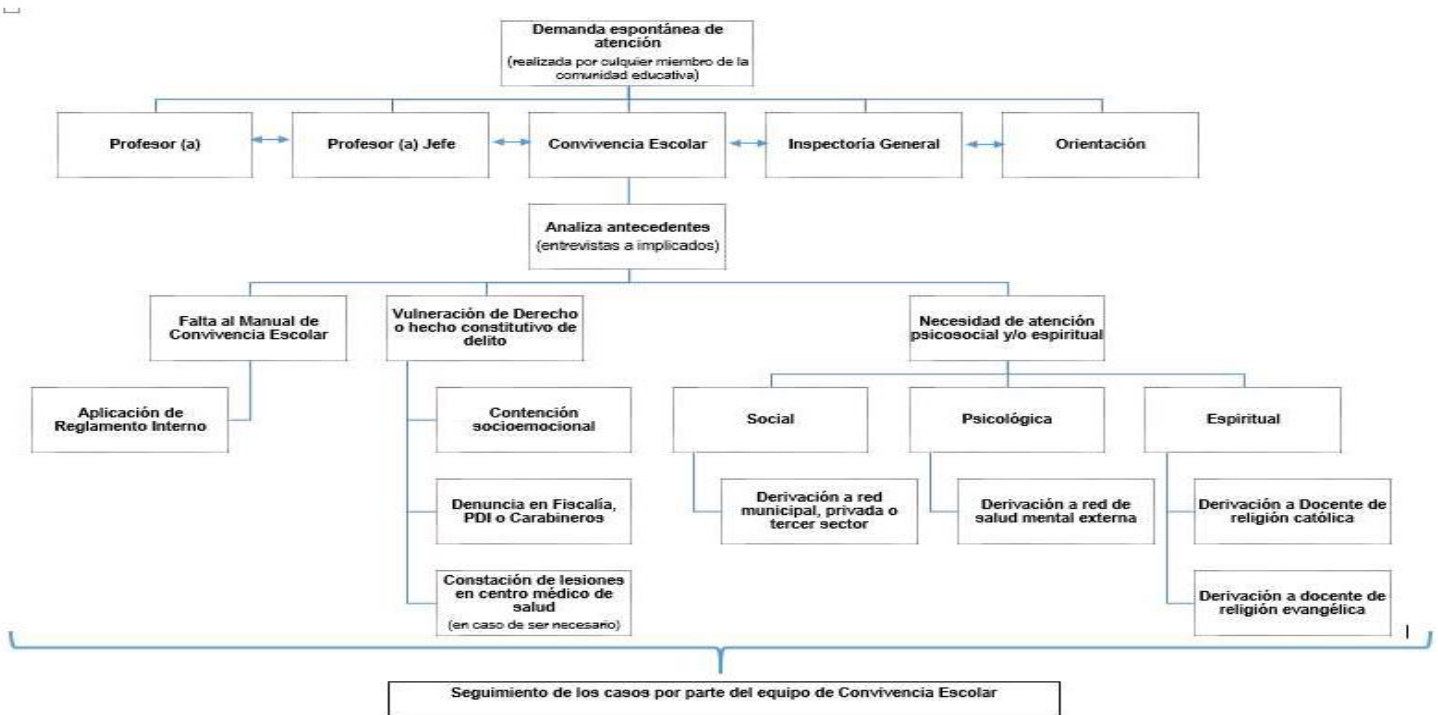 Demanda espontánea de
atención
(realizada por culquier miembro de la
comunidad educativa)
Profesor (a)
Profesor (a) Jefe
Convivencia Escolar
Inspectoría General
Orientación
Analiza antecedentes
(entrevistas a implicados)
Falta al Manual de
Convivencia Escolar
Vulneración de Derecho
o hecho constitutivo de
delito
Necesidad de atención
psicosocial y/o espiritual
Aplicación de
Reglamento Interno
Contención
socioemocional
Social
Psicológica
Espiritual
Denuncia en Fiscalía,
PDI o Carabineros
Derivación a red
municipal, privada o
tercer sector
Derivación a red de
salud mental externa
Derivación a Docente de
religión católica
Constación de lesiones
en centro médico de
salud
(en caso de ser necesario)
Derivación a docente de
religión evangélica
Seguimiento de los casos por parte del equipo de Convivencia Escolar